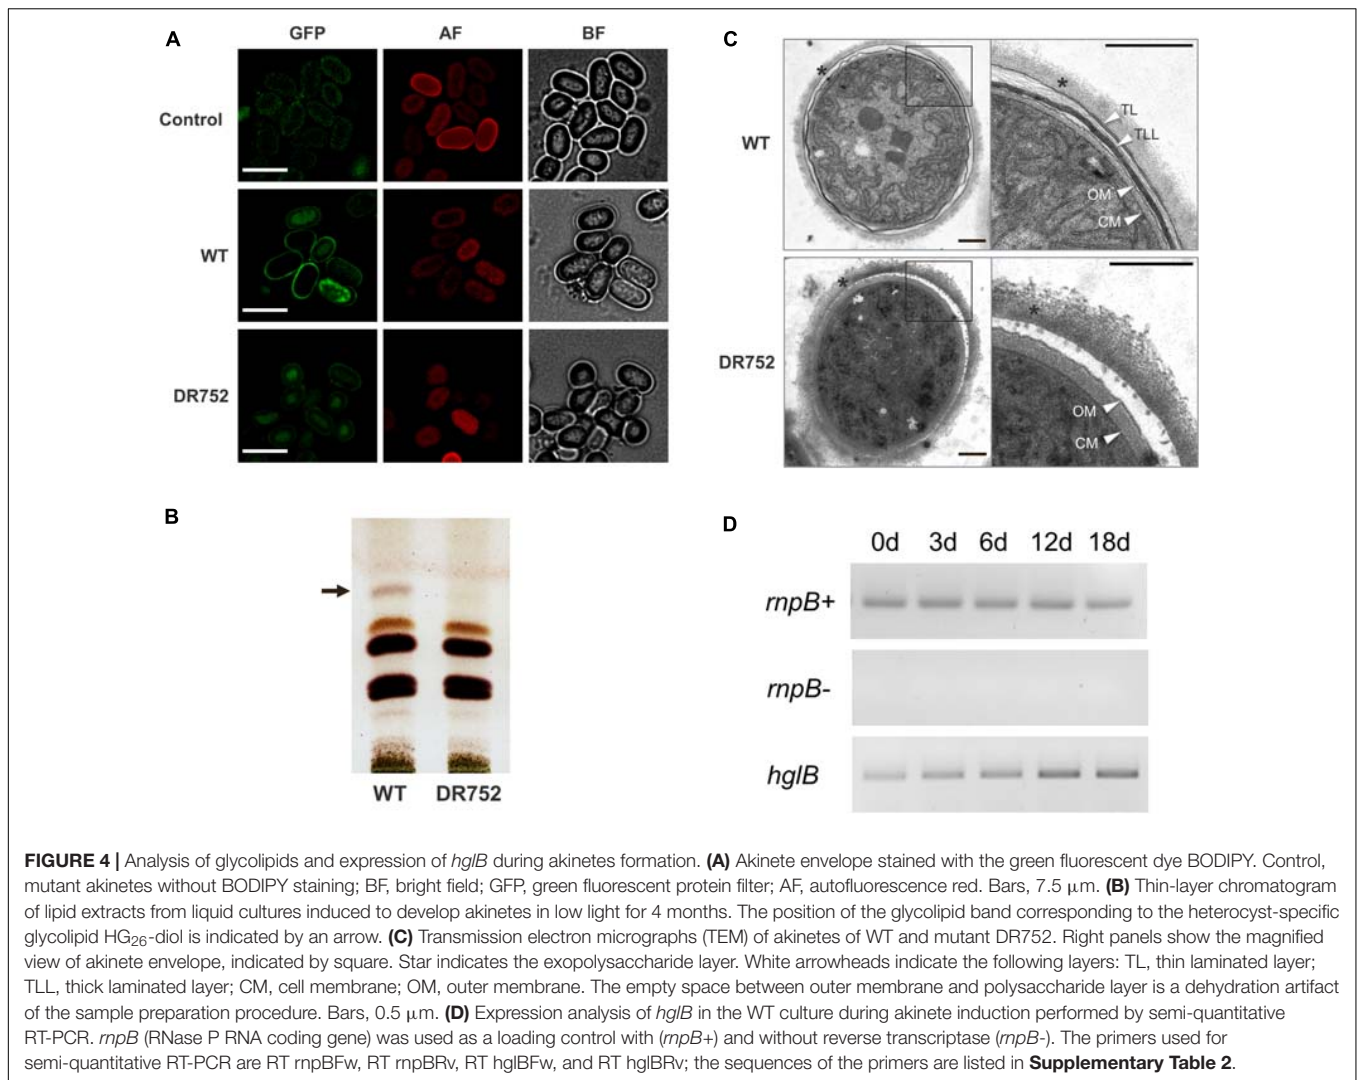 A
GFP
AF
BF
Control
WT
DR752
C
WT
TL
TLL
OM
CM
DR752
OM
CM
B
WT
DR752
D
0d 3d 6d 12d 18d
rnpB+
rnpB-
hglB
FIGURE 4 | Analysis of glycolipids and expression of hglB during akinetes formation. (A) Akinete envelope stained with the green fluorescent dye BODIPY. Control,
mutant akinetes without BODIPY staining; BF, bright field; GFP, green fluorescent protein filter; AF, autofluorescence red. Bars, 7.5 μm. (B) Thin-layer chromatogram
of lipid extracts from liquid cultures induced to develop akinetes in low light for 4 months. The position of the glycolipid band corresponding to the heterocyst-specific
glycolipid HG26-diol is indicated by an arrow. (C) Transmission electron micrographs (TEM) of akinetes of WT and mutant DR752. Right panels show the magnified
view of akinete envelope, indicated by square. Star indicates the exopolysaccharide layer. White arrowheads indicate the following layers: TL, thin laminated layer;
TLL, thick laminated layer; CM, cell membrane; OM, outer membrane. The empty space between outer membrane and polysaccharide layer is a dehydration artifact
of the sample preparation procedure. Bars, 0.5 μm. (D) Expression analysis of hglB in the WT culture during akinete induction performed by semi-quantitative
RT-PCR. rnpB (RNase P RNA coding gene) was used as a loading control with (rnpB+) and without reverse transcriptase (rnpB-). The primers used for
semi-quantitative RT-PCR are RT rnpBFw, RT rnpBRv, RT hglBFw, and RT hglBRv; the sequences of the primers are listed in Supplementary Table 2.